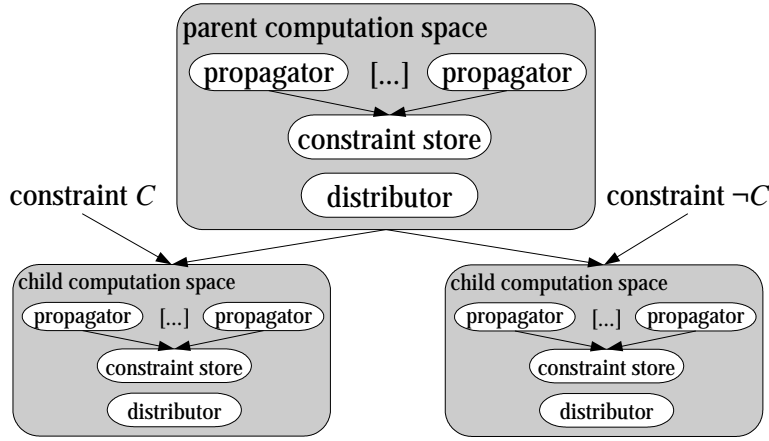 parent computation space
propagator [...] propagator
constraint store
distributor
constraint C
constraint ¬C
child computation space
propagator [...] propagator
constraint store
distributor
child computation space
propagator [...] propagator
constraint store
distributor